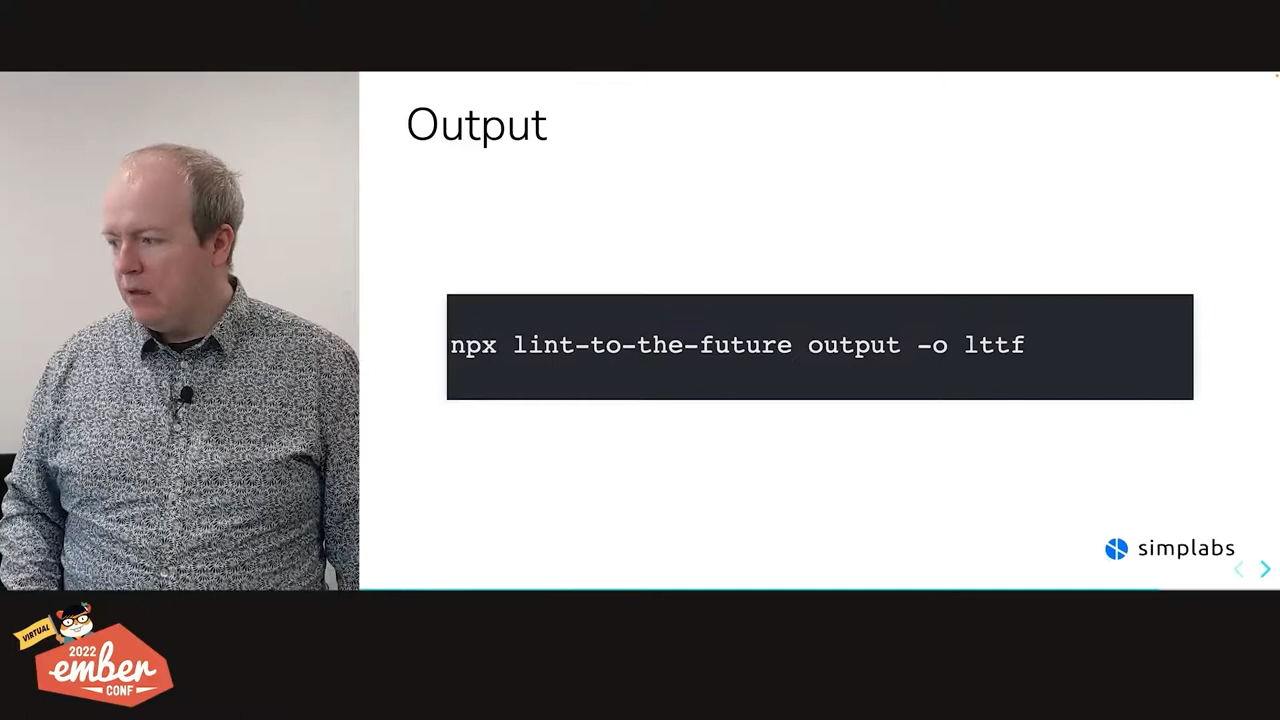 Output
npx lint-to-the-future output -o lttf
simplabs
VIRTUAL
2022
ember
CONF